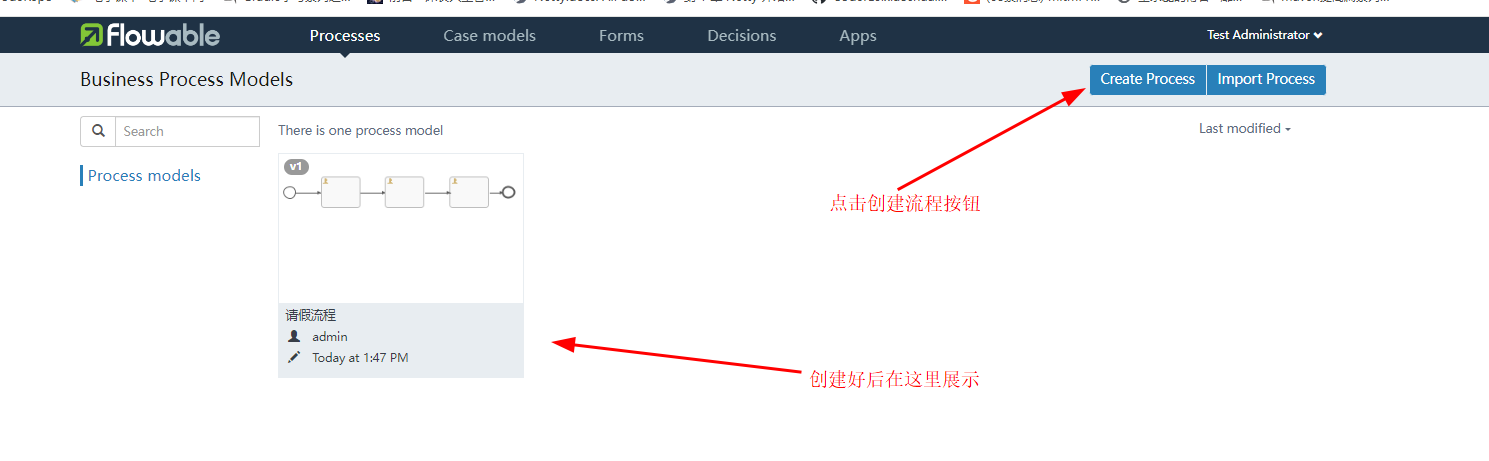 flowable
Processes
Case models
Forms
Decisions
Apps
Test Administrator
Business Process Models
Create Process
Import Process
Search
There is one process model
Last modified
Process models
v1
点击创建流程按钮
请假流程
admin
Today at 1:47 PM
创建好后在这里展示